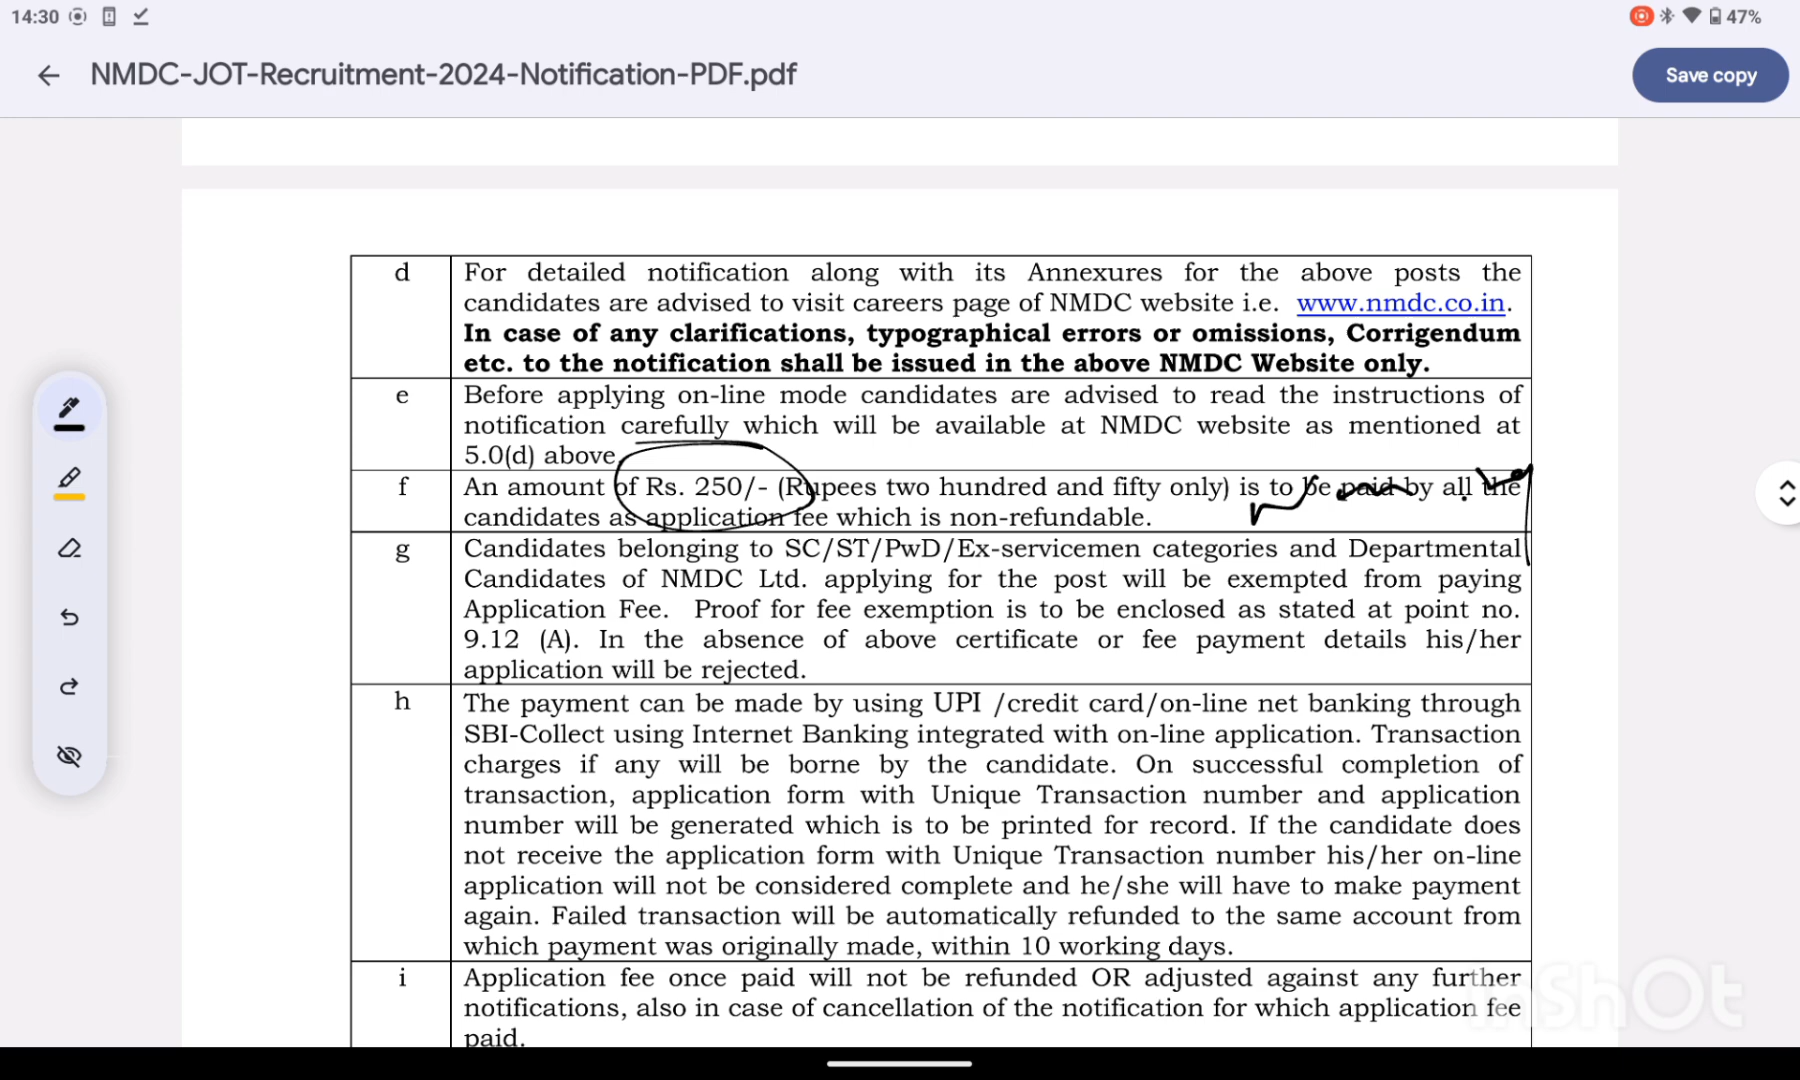 14:30
47%
NMDC-JOT-Recruitment-2024-Notification-PDF.pdf
Save copy
d
For detailed notification along with its Annexures for the above posts the
candidates are advised to visit careers page of NMDC website i.e. www.nmdc.co.in.
In case of any clarifications, typographical errors or omissions, Corrigendum
etc. to the notification shall be issued in the above NMDC Website only.
e
Before applying on-line mode candidates are advised to read the instructions of
notification carefully which will be available at NMDC website as mentioned at
5.0(d) above.
f
An amount of Rs. 250/- (Rupees two hundred and fifty only) is to be paid by all the
candidates as application fee which is non-refundable.
g
Candidates belonging to SC/ST/PwD/Ex-servicemen categories and Departmental
Candidates of NMDC Ltd. applying for the post will be exempted from paying
Application Fee. Proof for fee exemption is to be enclosed as stated at point no.
9.12 (A). In the absence of above certificate or fee payment details his/her
application will be rejected.
h
The payment can be made by using UPI /credit card/on-line net banking through
SBI-Collect using Internet Banking integrated with on-line application. Transaction
charges if any will be borne by the candidate. On successful completion of
transaction, application form with Unique Transaction number and application
number will be generated which is to be printed for record. If the candidate does
not receive the application form with Unique Transaction number his/her on-line
application will not be considered complete and he/she will have to make payment
again. Failed transaction will be automatically refunded to the same account from
which payment was originally made, within 10 working days.
i
Application fee once paid will not be refunded OR adjusted against any further
notifications, also in case of cancellation of the notification for which application fee
paid.
InShOt